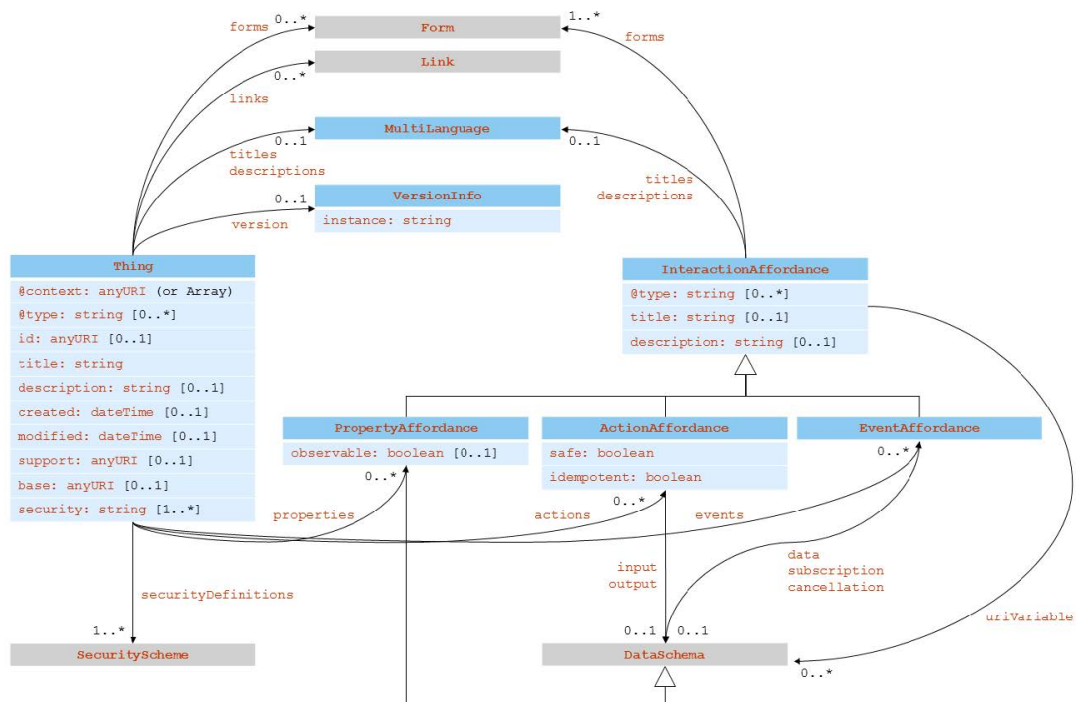 0..*
1..*
forms
Form
forms
Link
0..*
links
MultiLanguage
0..1
0..1
titles
descriptions
titles
descriptions
VersionInfo
0..1
instance: string
version
Thing
@context: anyURI (or Array)
@type: string [0..*]
id: anyURI [0..1]
title: string
description: string [0..1]
created: dateTime [0..1]
modified: dateTime [0..1]
support: anyURI [0..1]
base: anyURI [0..1]
security: string [1..*]
InteractionAffordance
@type: string [0..*]
title: string [0..1]
description: string [0..1]
PropertyAffordance
observable: boolean [0..1]
0..*
ActionAffordance
safe: boolean
idempotent: boolean
0..*
EventAffordance
0..*
properties
actions
events
input
output
data
subscription
cancellation
securityDefinitions
uriVariable
1..*
0..1
0..1
SecurityScheme
DataSchema
0..*